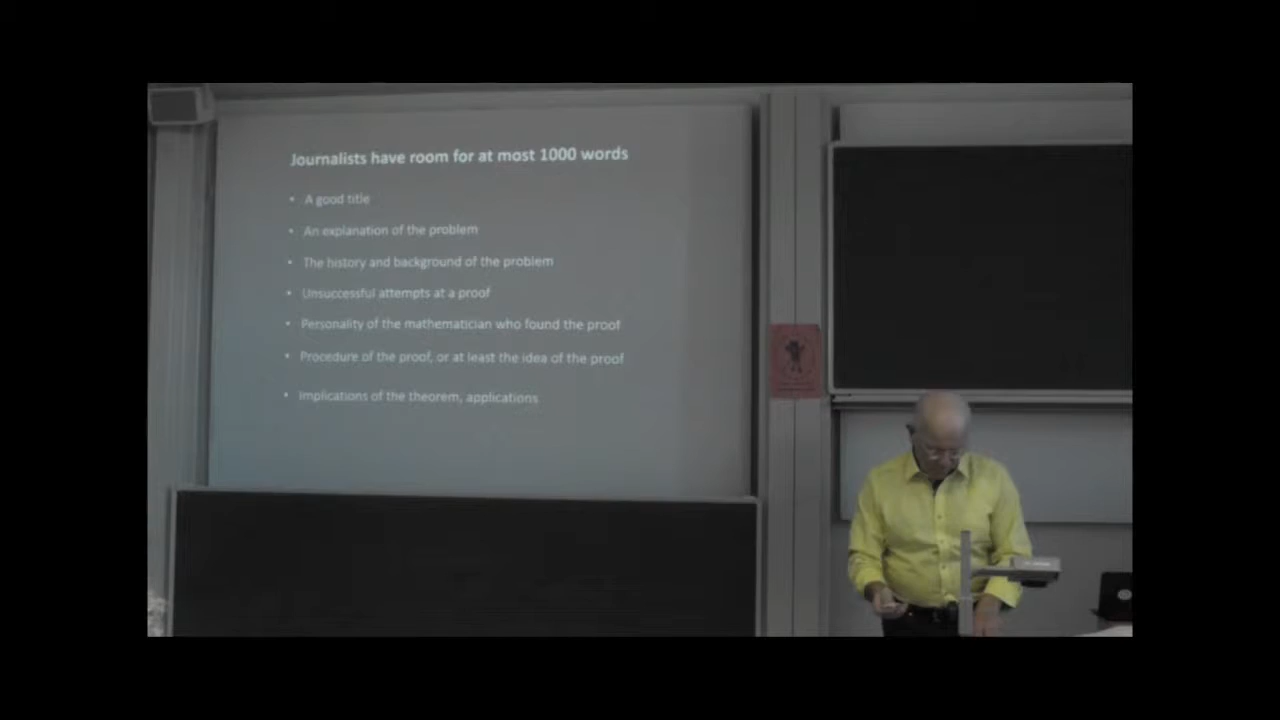 Journalists have room for at most 1000 words
• A good title
• An explanation of the problem
• The history and background of the problem
• Unsuccessful attempts at a proof
• Personality of the mathematician who found the proof
• Procedure of the proof, or at least the idea of the proof
• Implications of the theorem, applications